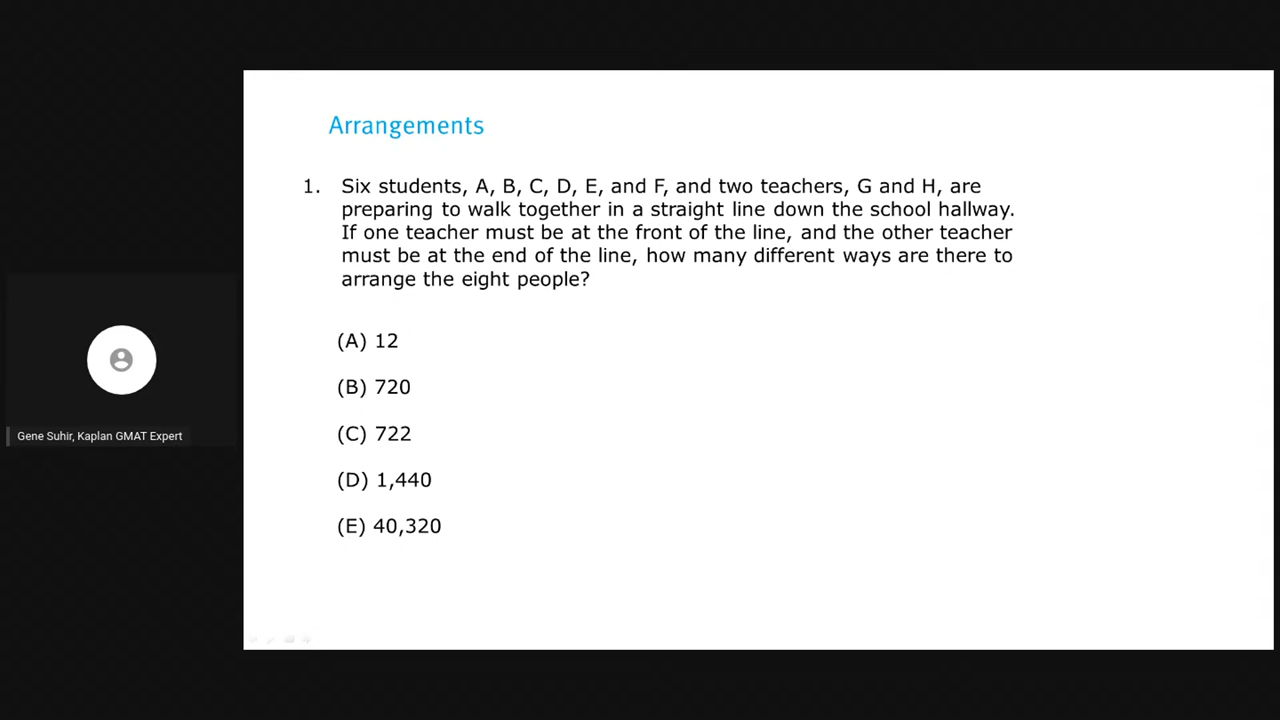 Arrangements
1. Six students, A, B, C, D, E, and F, and two teachers, G and H, are
preparing to walk together in a straight line down the school hallway.
If one teacher must be at the front of the line, and the other teacher
must be at the end of the line, how many different ways are there to
arrange the eight people?
(A) 12
(B) 720
(C) 722
(D) 1,440
(E) 40,320
Gene Suhir, Kaplan GMAT Expert